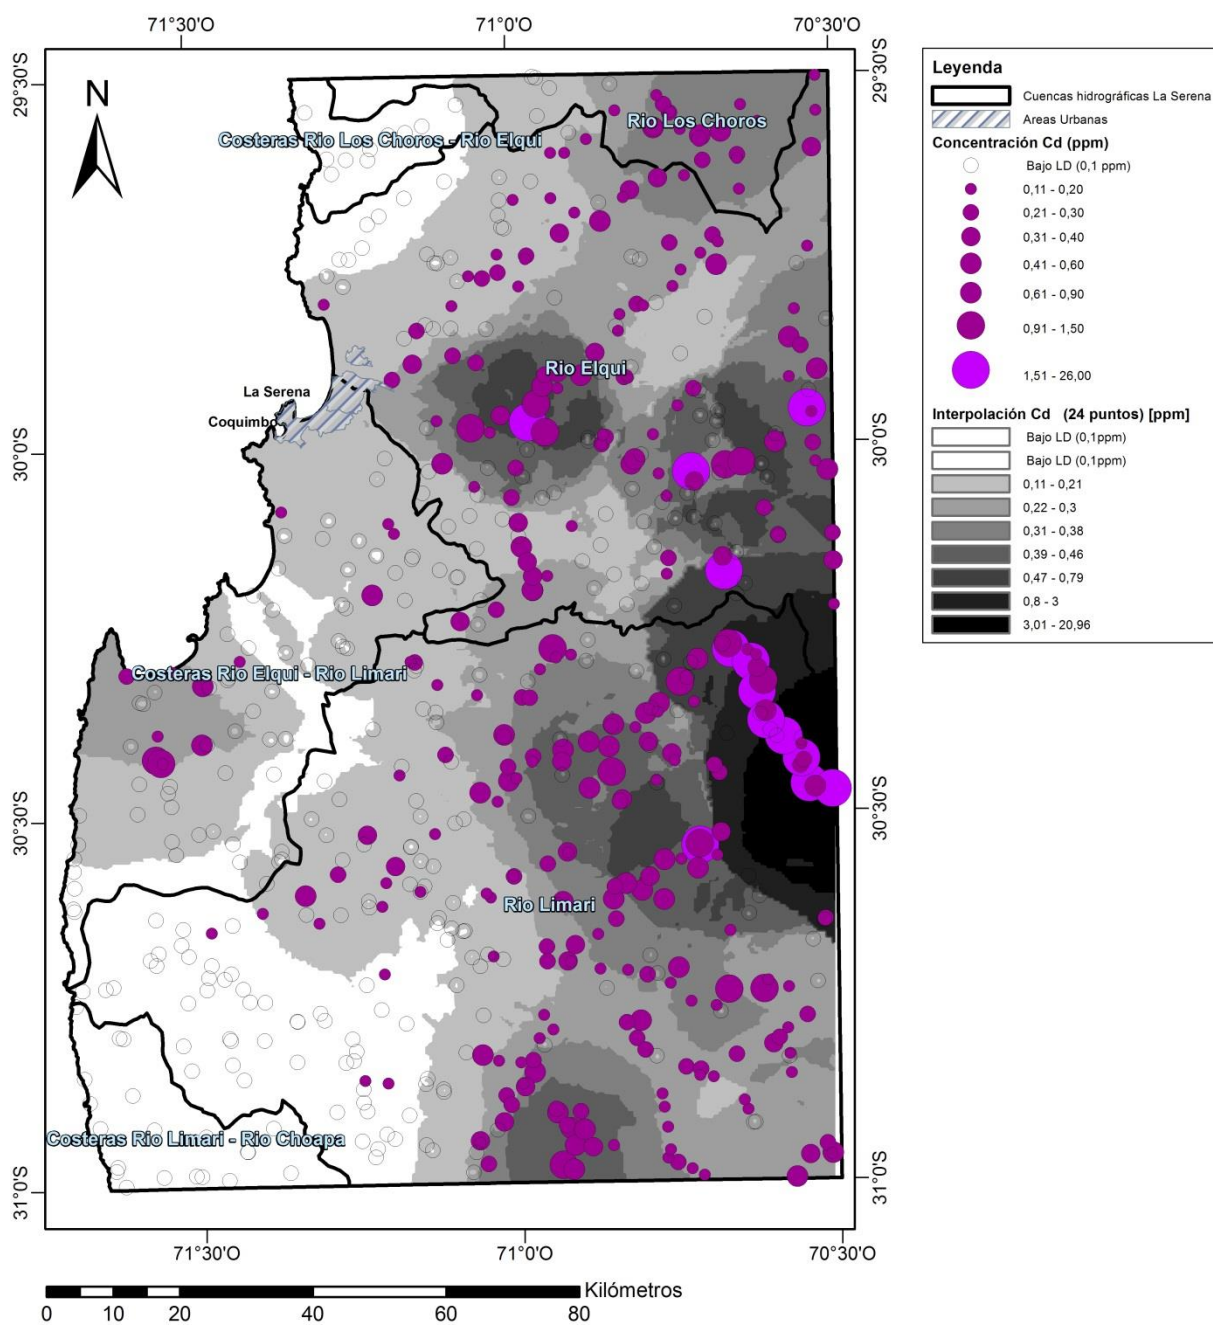 71°30'O
71°0'O
70°30'O
29°30'S
29°30'S
N
Costeras Rio Los Choros - Rio Elqui
Rio Los Choros
Rio Elqui
La Serena
Coquimbo
30°0'S
30°0'S
Costeras Rio Elqui - Rio Limari
30°30'S
30°30'S
Rio Limari
Costeras Rio Limari - Rio Choapa
31°0'S
31°0'S
71°30'O
71°0'O
70°30'O
Kilómetros
0 10 20 40 60 80
Leyenda
Cuencas hidrográficas La Serena
Areas Urbanas
Concentración Cd (ppm)
Bajo LD (0,1 ppm)
0,11 - 0,20
0,21 - 0,30
0,31 - 0,40
0,41 - 0,60
0,61 - 0,90
0,91 - 1,50
1,51 - 26,00
Interpolación Cd (24 puntos) [ppm]
Bajo LD (0,1ppm)
Bajo LD (0,1ppm)
0,11 - 0,21
0,22 - 0,3
0,31 - 0,38
0,39 - 0,46
0,47 - 0,79
0,8 - 3
3,01 - 20,96